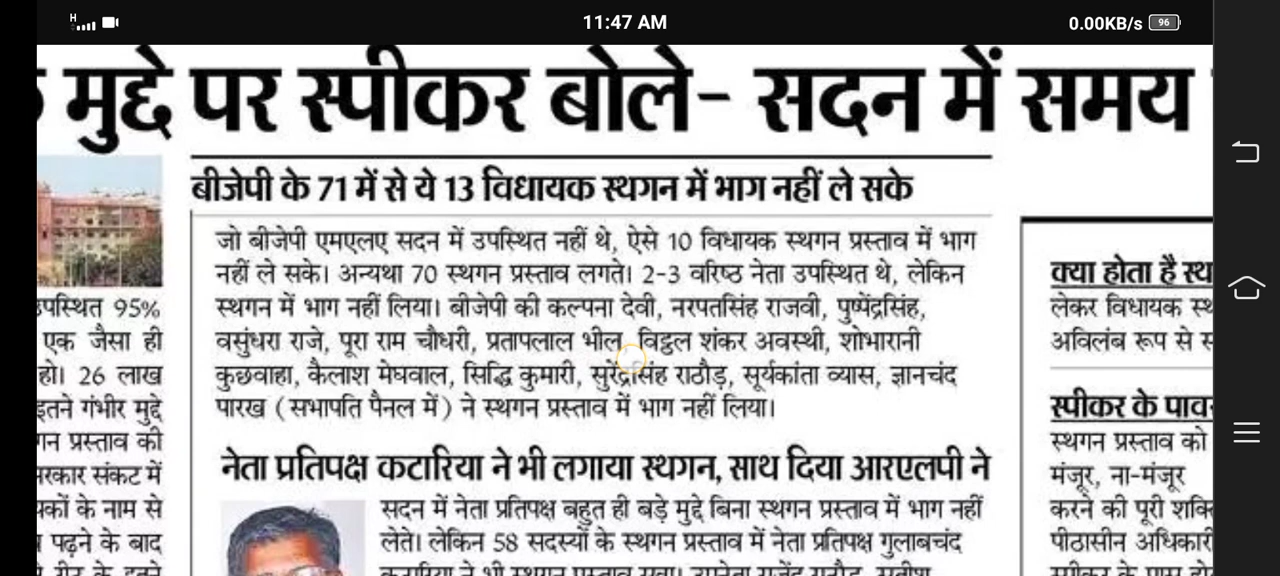 H
11:47 AM
0.00KB/s 96
मुद्दे पर स्पीकर बोले- सदन में समय
बीजेपी के 71 में से ये 13 विधायक स्थगन में भाग नहीं ले सके
जो बीजेपी एमएलए सदन में उपस्थित नहीं थे, ऐसे 10 विधायक स्थगन प्रस्ताव में भाग
नहीं ले सके। अन्यथा 70 स्थगन प्रस्ताव लगते। 2-3 वरिष्ठ नेता उपस्थित थे, लेकिन
स्थगन में भाग नहीं लिया। बीजेपी की कल्पना देवी, नरपतसिंह राजवी, पुष्पेंद्रसिंह,
वसुंधरा राजे, पूरा राम चौधरी, प्रतापलाल भील, विट्ठल शंकर अवस्थी, शोभारानी
कुछवाहा, कैलाश मेघवाल, सिद्धि कुमारी, सुरेंद्रसिंह राठौड़, सूर्यकांता व्यास, ज्ञानचंद
पारख (सभापति पैनल में) ने स्थगन प्रस्ताव में भाग नहीं लिया।
नेता प्रतिपक्ष कटारिया ने भी लगाया स्थगन, साथ दिया आरएलपी ने
सदन में नेता प्रतिपक्ष बहुत ही बड़े मुद्दे बिना स्थगन प्रस्ताव में भाग नहीं
लेते। लेकिन 58 सदस्यों के स्थगन प्रस्ताव में नेता प्रतिपक्ष गुलाबचंद
उपस्थित 95%
एक जैसा ही
हो। 26 लाख
इतने गंभीर मुद्दे
प्रस्ताव की
सरकार संकट में
के नाम से
पढ़ने के बाद
क्या होता है
लेकर विधायक
अविलंब रूप से
स्पीकर के
स्थगन प्रस्ताव को
मंजूर, ना-मंजूर
करने की पूरी
पीठासीन अधिकारी